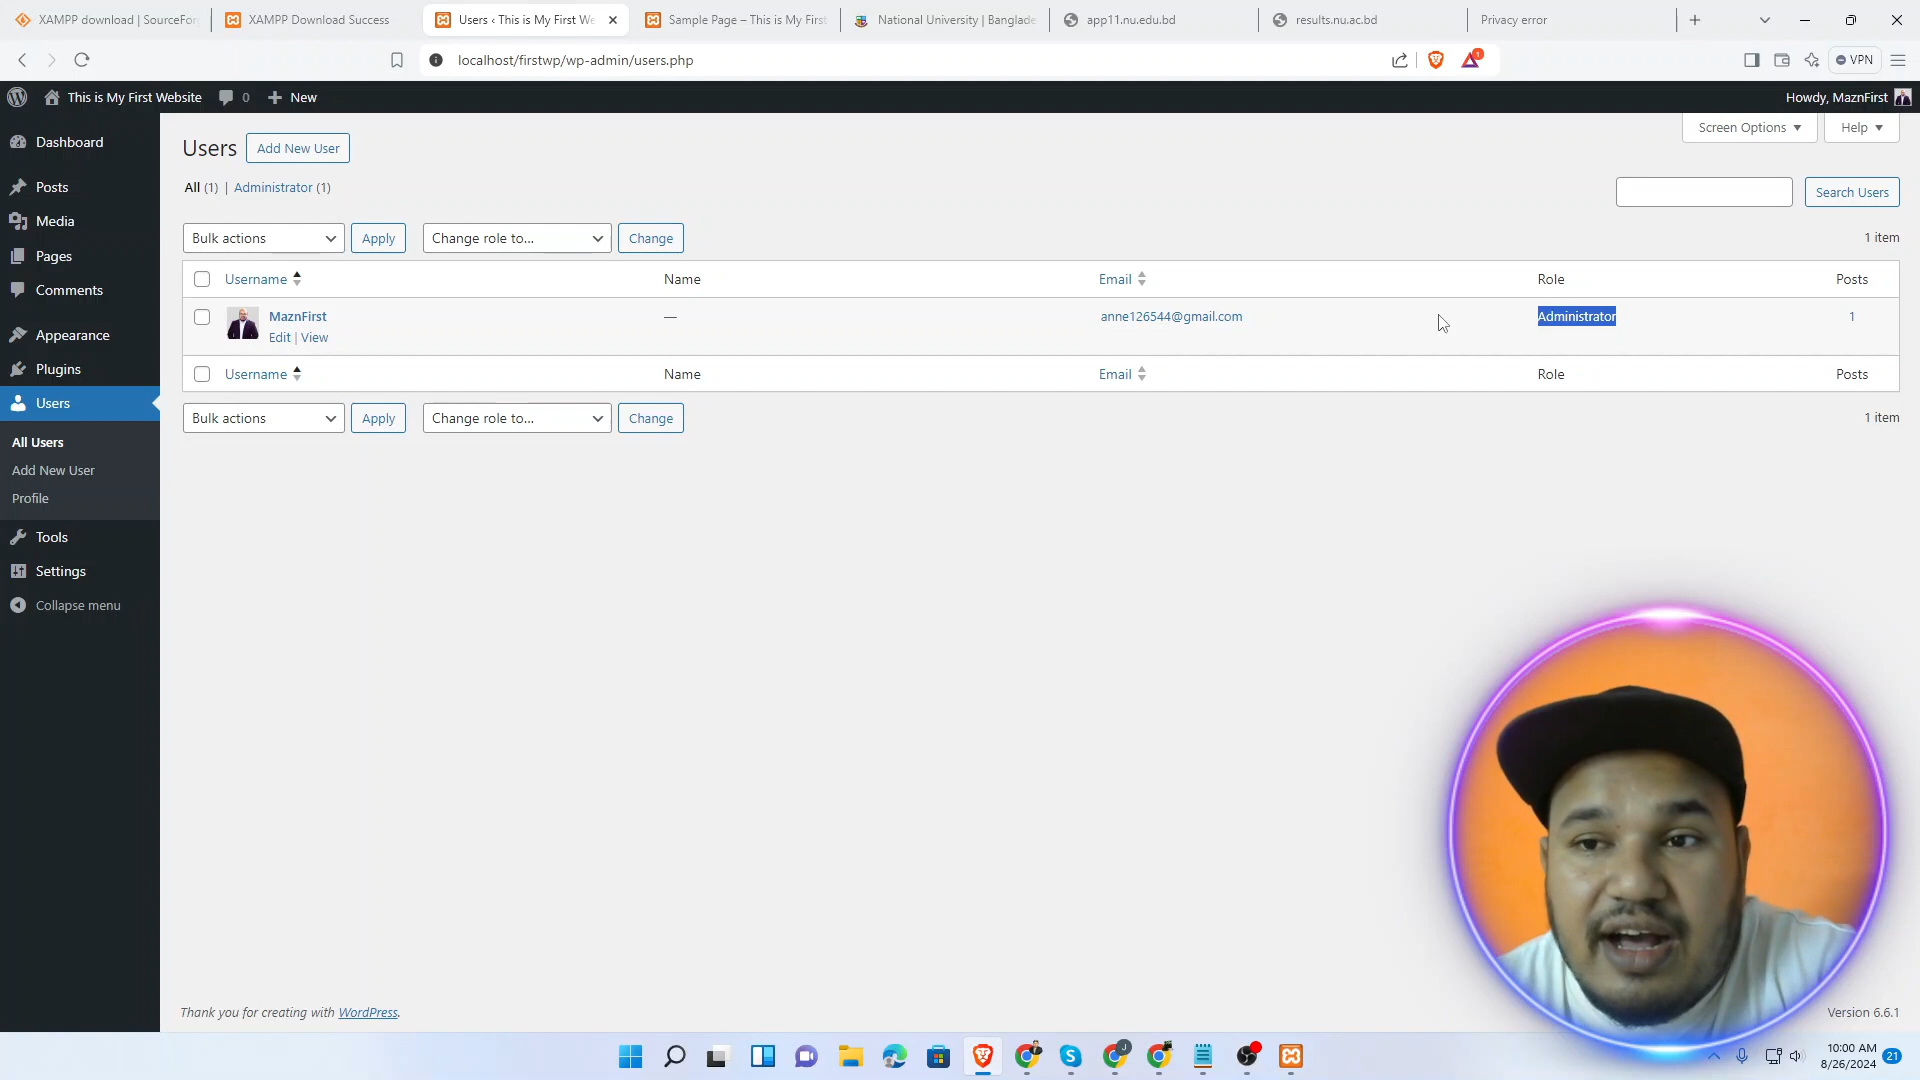 XAMPP download | SourceFor
XAMPP Download Success
Users ‹ This is My First We
Sample Page – This is My First
National University | Banglade
app11.nu.edu.bd
results.nu.ac.bd
Privacy error
localhost/firstwp/wp-admin/users.php
1
VPN
This is My First Website
0
New
Howdy, MaznFirst
Dashboard
Posts
Media
Pages
Comments
Appearance
Plugins
Users
All Users
Add New User
Profile
Tools
Settings
Collapse menu
Screen Options
Help
Users
Add New User
All (1) | Administrator (1)
Search Users
Bulk actions
Apply
Change role to...
Change
1 item
Username Name Email Role Posts
MaznFirst — anne126544@gmail.com Administrator 1
Edit | View
Username Name Email Role Posts
Bulk actions
Apply
Change role to...
Change
1 item
Thank you for creating with WordPress.
Version 6.6.1
10:00 AM
8/26/2024
21